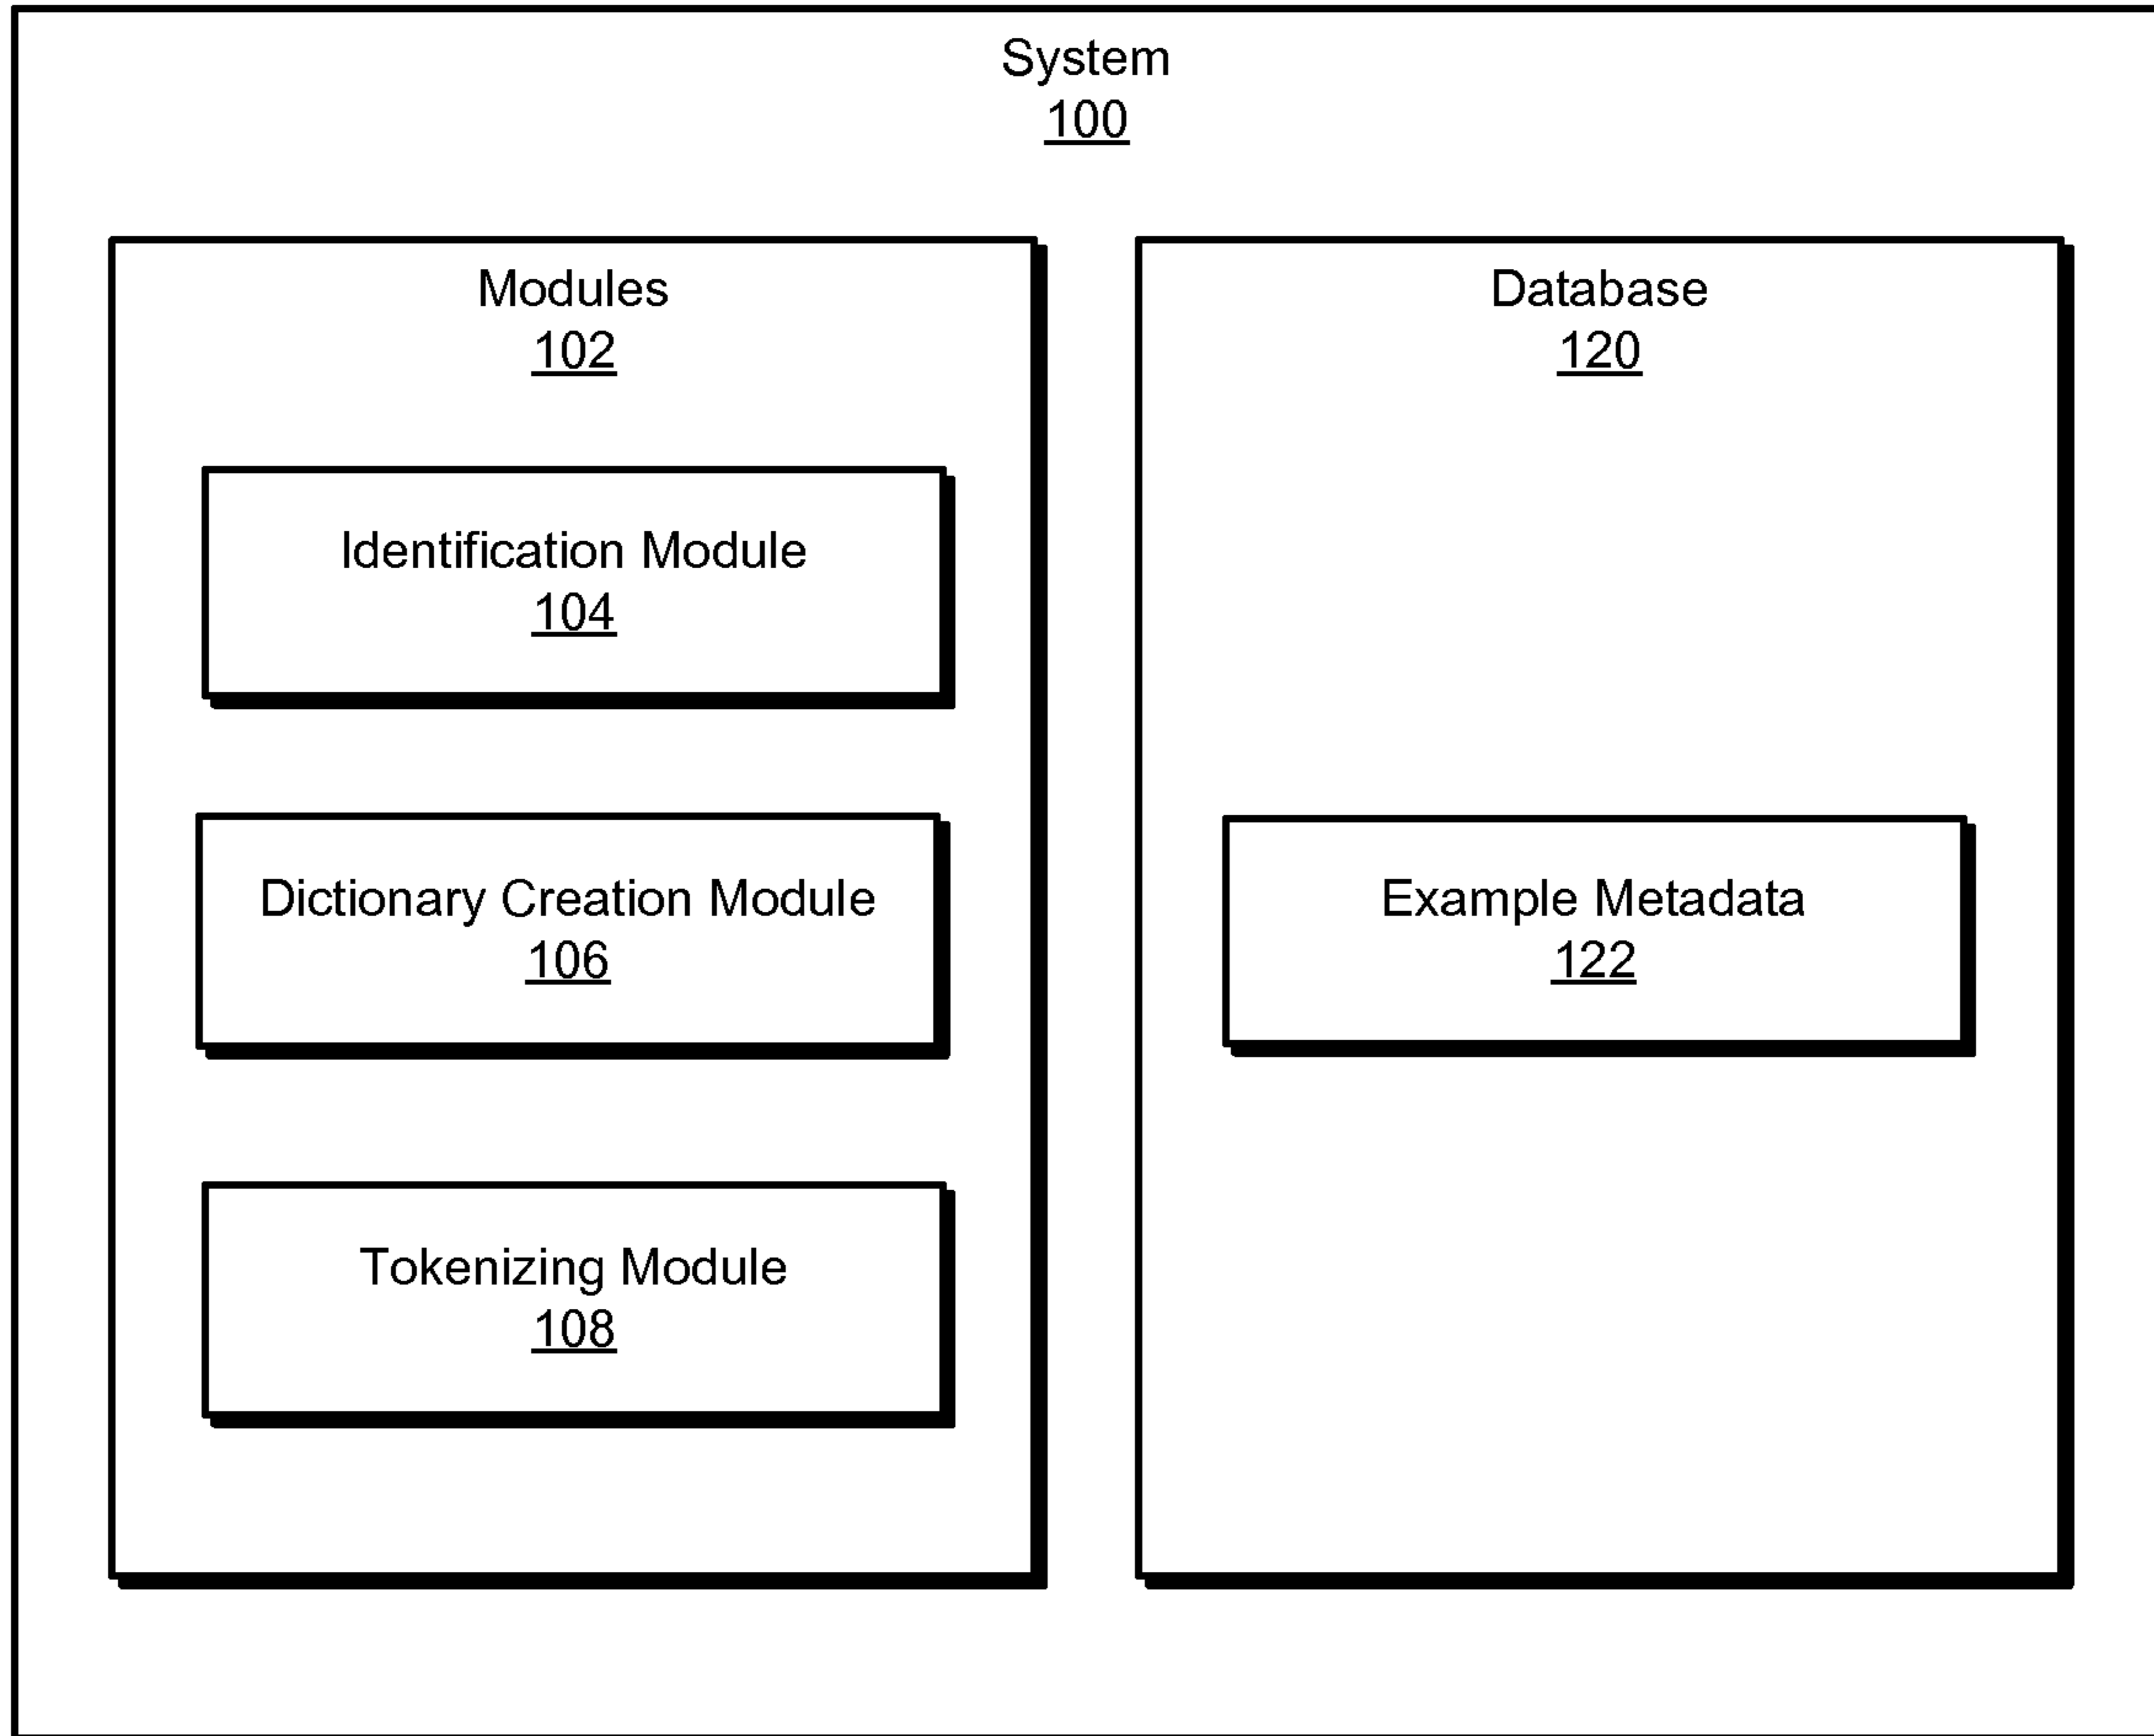 System
100
Modules
102
Identification Module
104
Dictionary Creation Module
106
Tokenizing Module
108
Database
120
Example Metadata
122